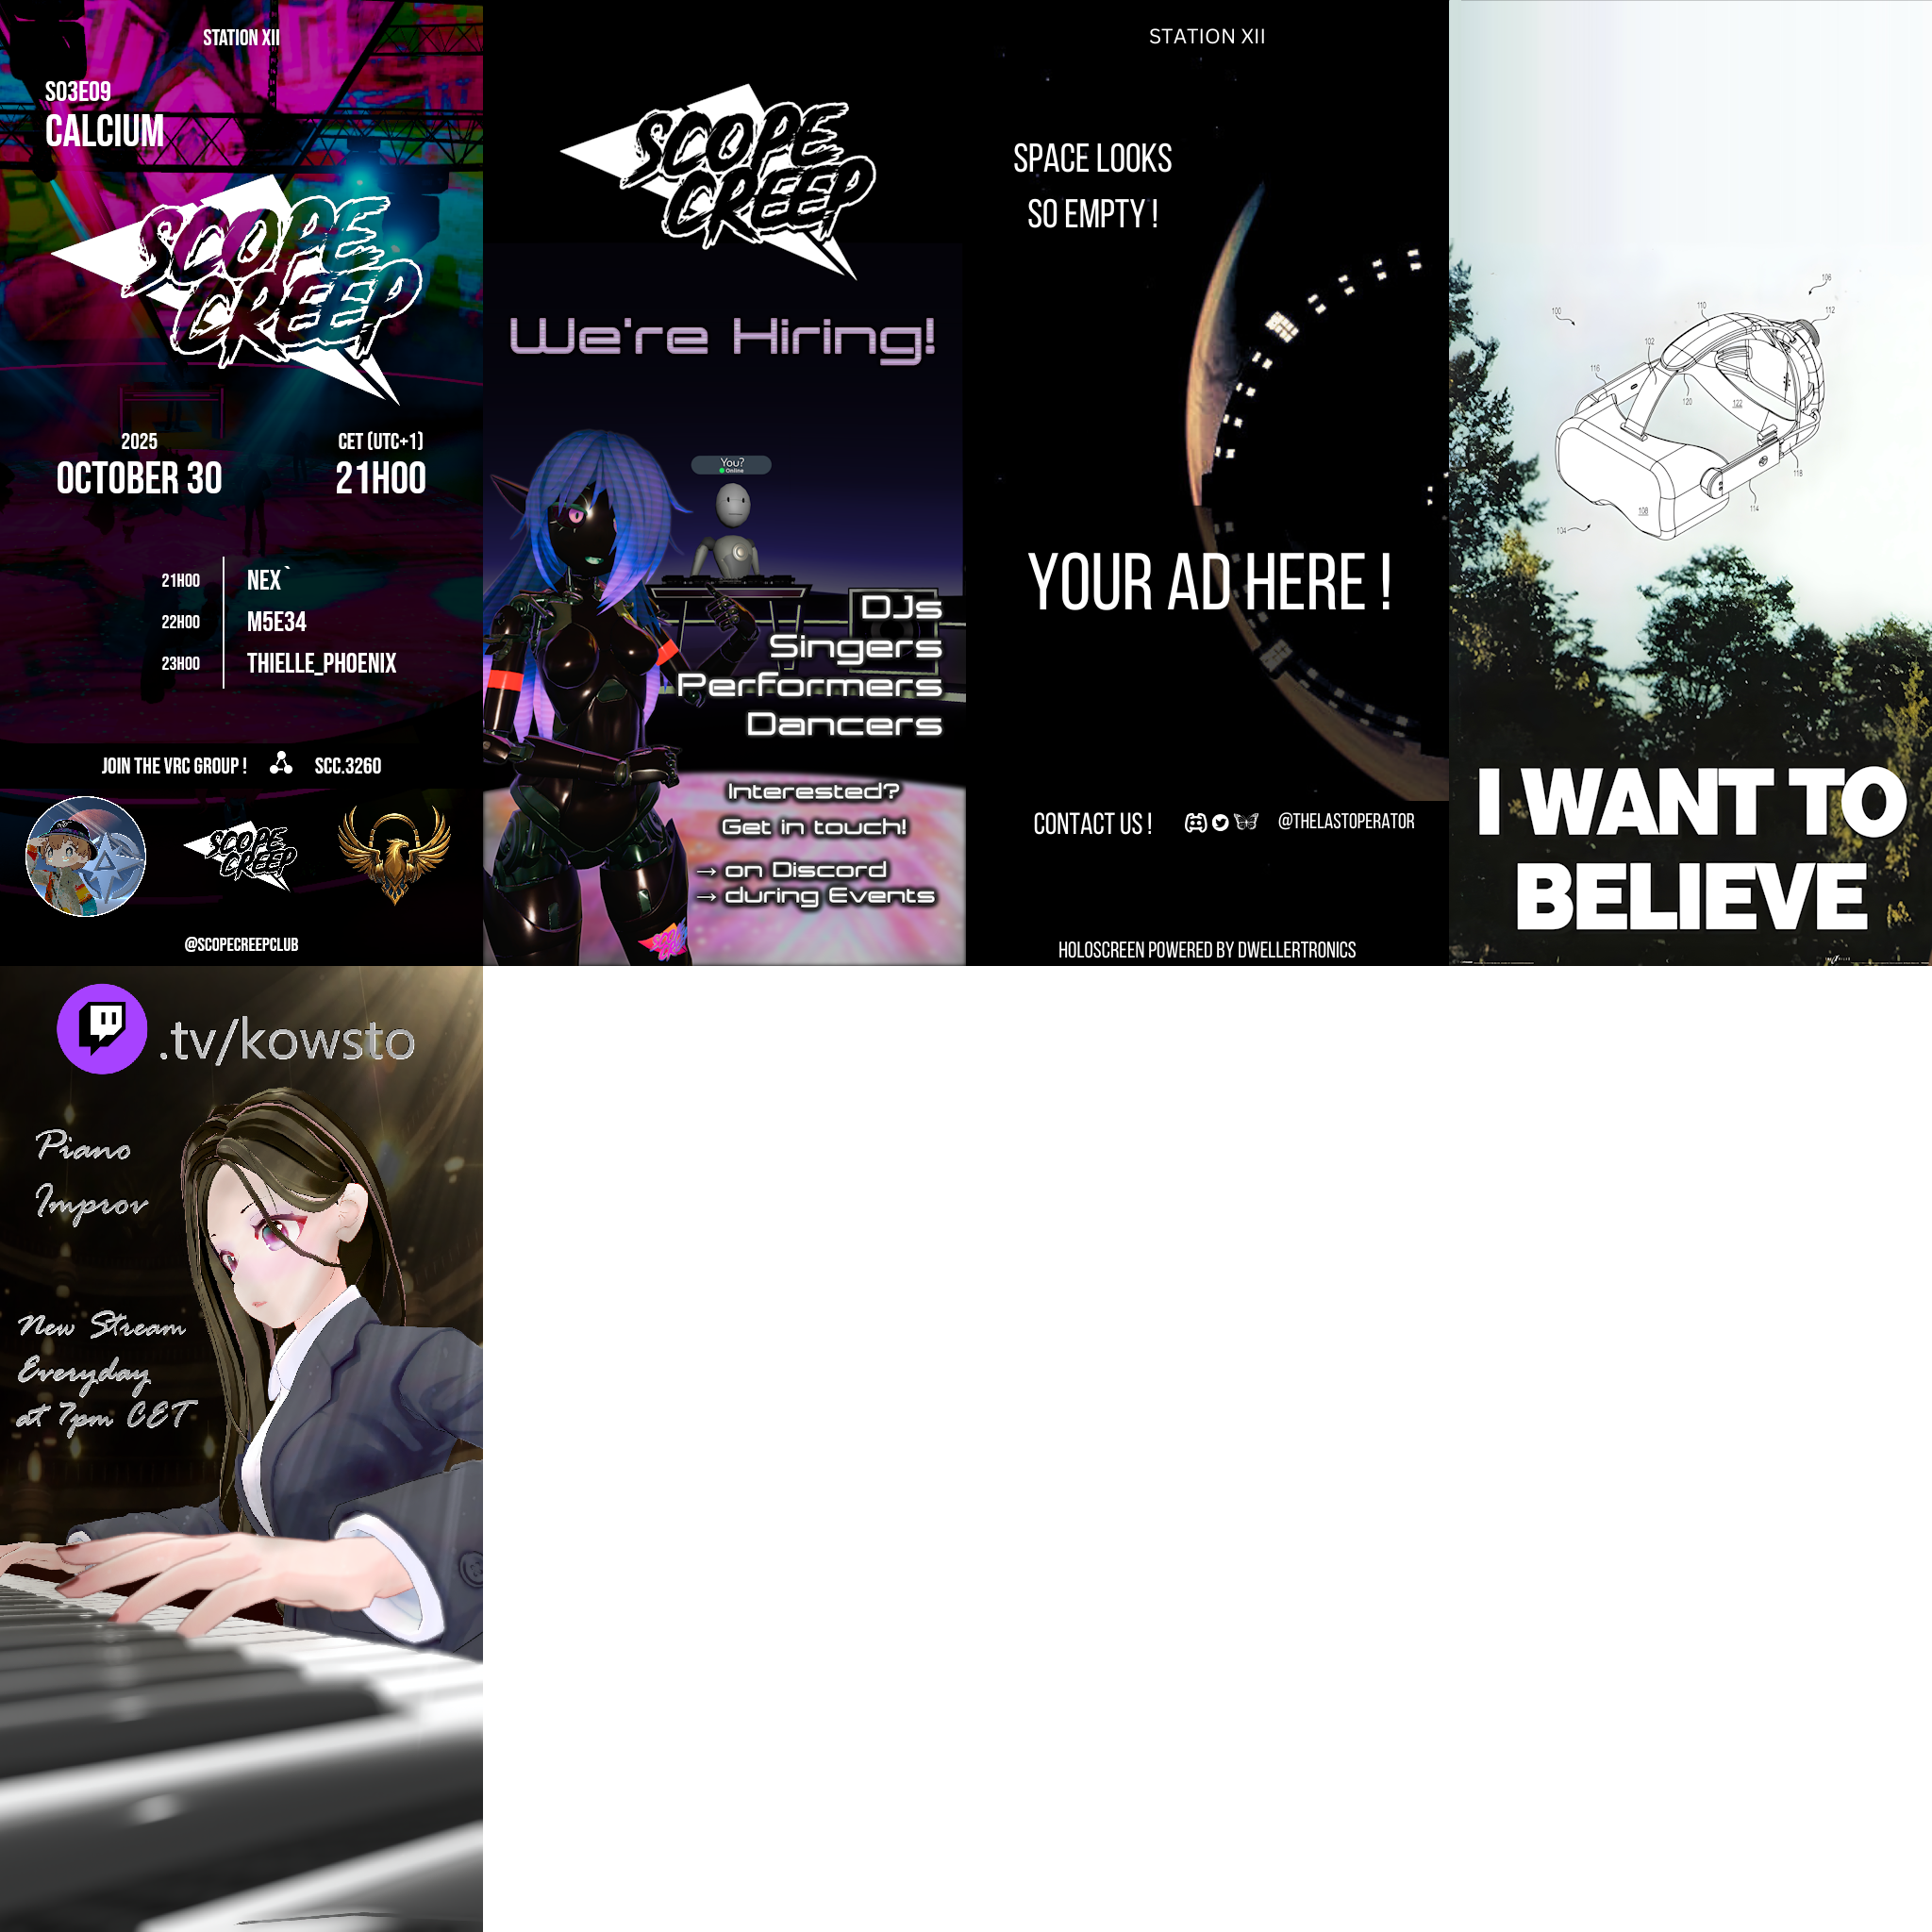 STATION XII
S03E09
CALCIUM
SCOPE
CREEP
2025
OCTOBER 30
CET (UTC+1)
21H00
21H00 NEX`
22H00 M5E34
23H00 THIELLE_PHOENIX
JOIN THE VRC GROUP ! SCC.3260
SCOPE
CREEP
@SCOPECREEPCLUB
SCOPE
CREEP
We're Hiring!
You?
Online
DJs
Singers
Performers
Dancers
Interested?
Get in touch!
→ on Discord
→ during Events
SCOPE
CREEP
STATION XII
SPACE LOOKS
SO EMPTY !
YOUR AD HERE !
CONTACT US ! @THELASTOPERATOR
HOLOSCREEN POWERED BY DWELLERTRONICS
106
100
110
112
102
116
120
122
118
114
108
104
I WANT TO
BELIEVE
.tv/kowsto
Piano
Improv
New Stream
Everyday
at 7pm CET